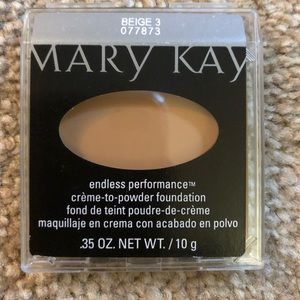 BEIGE 3
077873
MARY KAY
endless performance™
crème-to-powder foundation
fond de teint poudre-de-crème
maquillaje en crema con acabado en polvo
.35 OZ. NET WT. / 10 g